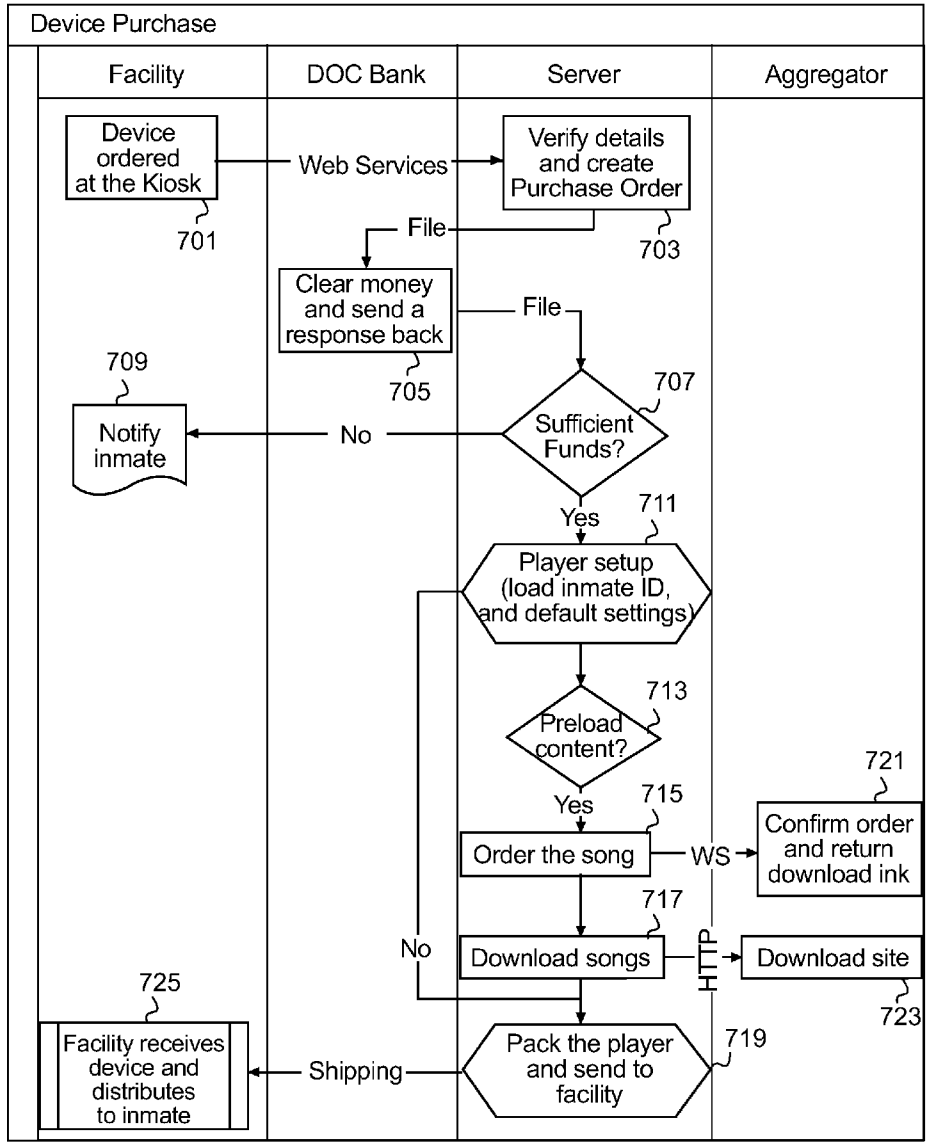 Device Purchase
Facility
DOC Bank
Server
Aggregator
Device
ordered
at the Kiosk
701
Web Services
Verify details
and create
Purchase Order
703
File
Clear money
and send a
response back
705
File
709
Notify
inmate
No
707
Sufficient
Funds?
Yes
711
Player setup
(load inmate ID,
and default settings)
713
Preload
content?
Yes
715
Order the song
WS
721
Confirm order
and return
download ink
717
Download songs
HTTP
Download site
723
No
725
Facility receives
device and
distributes
to inmate
Shipping
Pack the player
and send to
facility
719